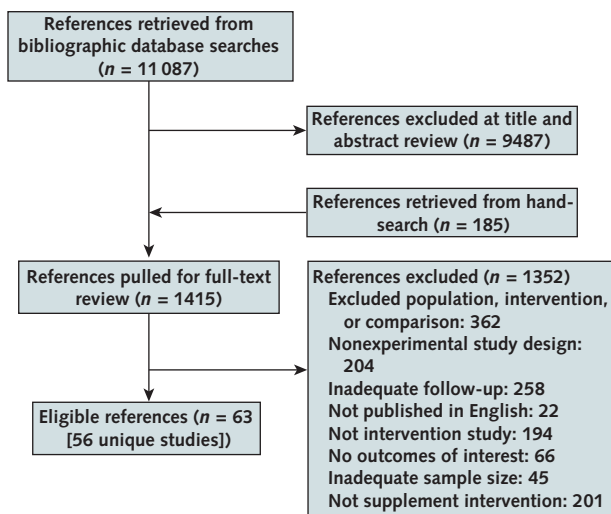 References retrieved from
bibliographic database searches
(n = 11 087)
References excluded at title and
abstract review (n = 9487)
References retrieved from hand-
search (n = 185)
References pulled for full-text
review (n = 1415)
References excluded (n = 1352)
Excluded population, intervention,
or comparison: 362
Nonexperimental study design:
204
Inadequate follow-up: 258
Not published in English: 22
Not intervention study: 194
No outcomes of interest: 66
Inadequate sample size: 45
Not supplement intervention: 201
Eligible references (n = 63
[56 unique studies])